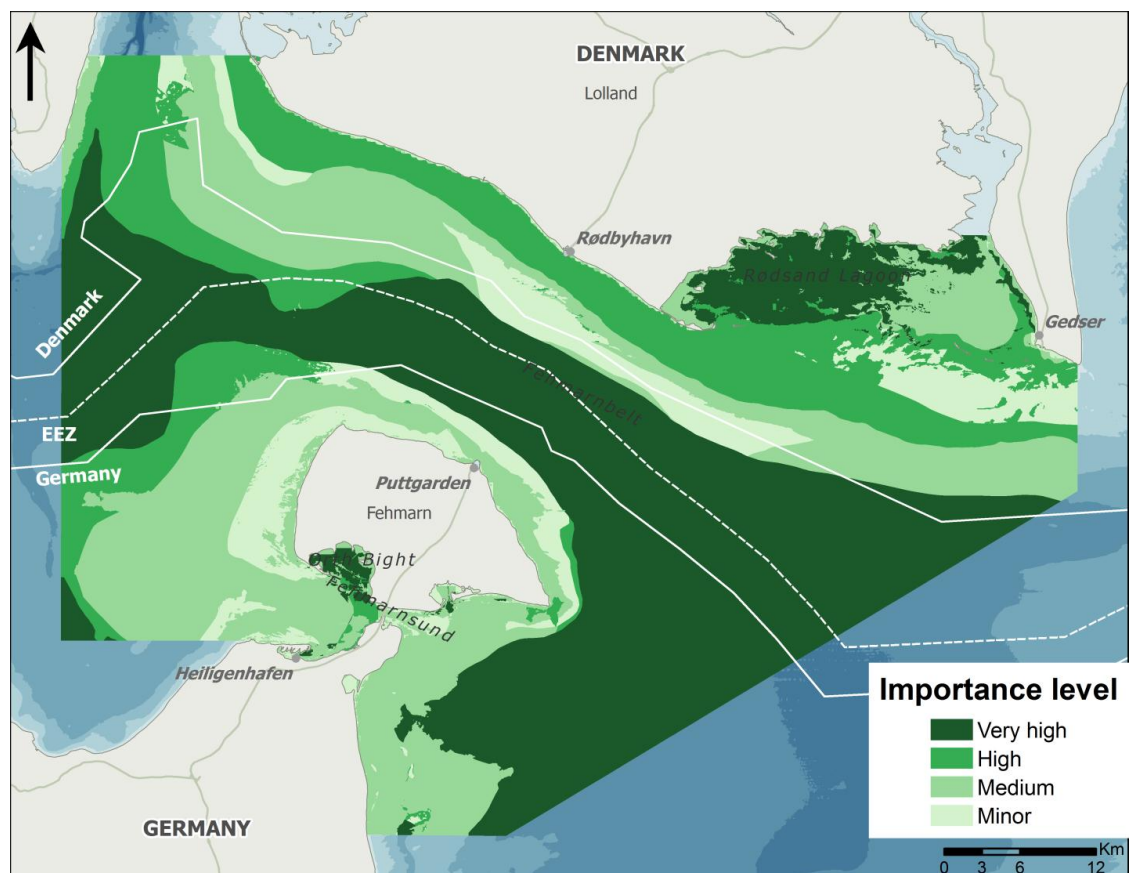 DENMARK
Lolland
Rødbyhavn
Rødsand Lagoon
Gedser
Denmark
Fehmarnbelt
EEZ
Germany
Puttgarden
Fehmarn
Bight
Fehmarnsund
Heiligenhafen
GERMANY
Importance level
Very high
High
Medium
Minor
Km
0 3 6 12